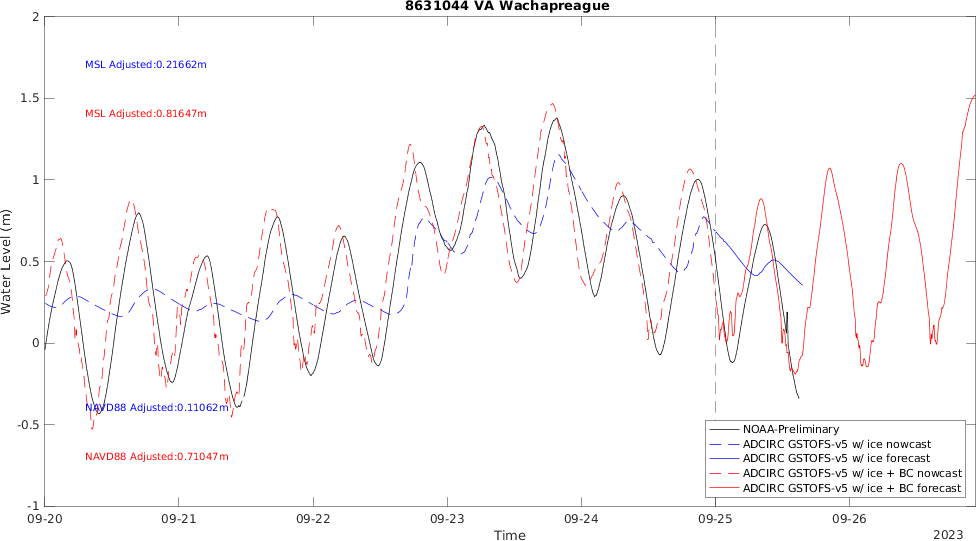 8631044 VA Wachapreague
Water Level (m)
2
1.5
1
0.5
0
-0.5
-1
MSL Adjusted:0.21662m
MSL Adjusted:0.81647m
NAVD88 Adjusted:0.11062m
NAVD88 Adjusted:0.71047m
NOAA-Preliminary
ADCIRC GSTOFS-v5 w/ ice nowcast
ADCIRC GSTOFS-v5 w/ ice forecast
ADCIRC GSTOFS-v5 w/ ice + BC nowcast
ADCIRC GSTOFS-v5 w/ ice + BC forecast
09-20 09-21 09-22 09-23 09-24 09-25 09-26
Time
2023